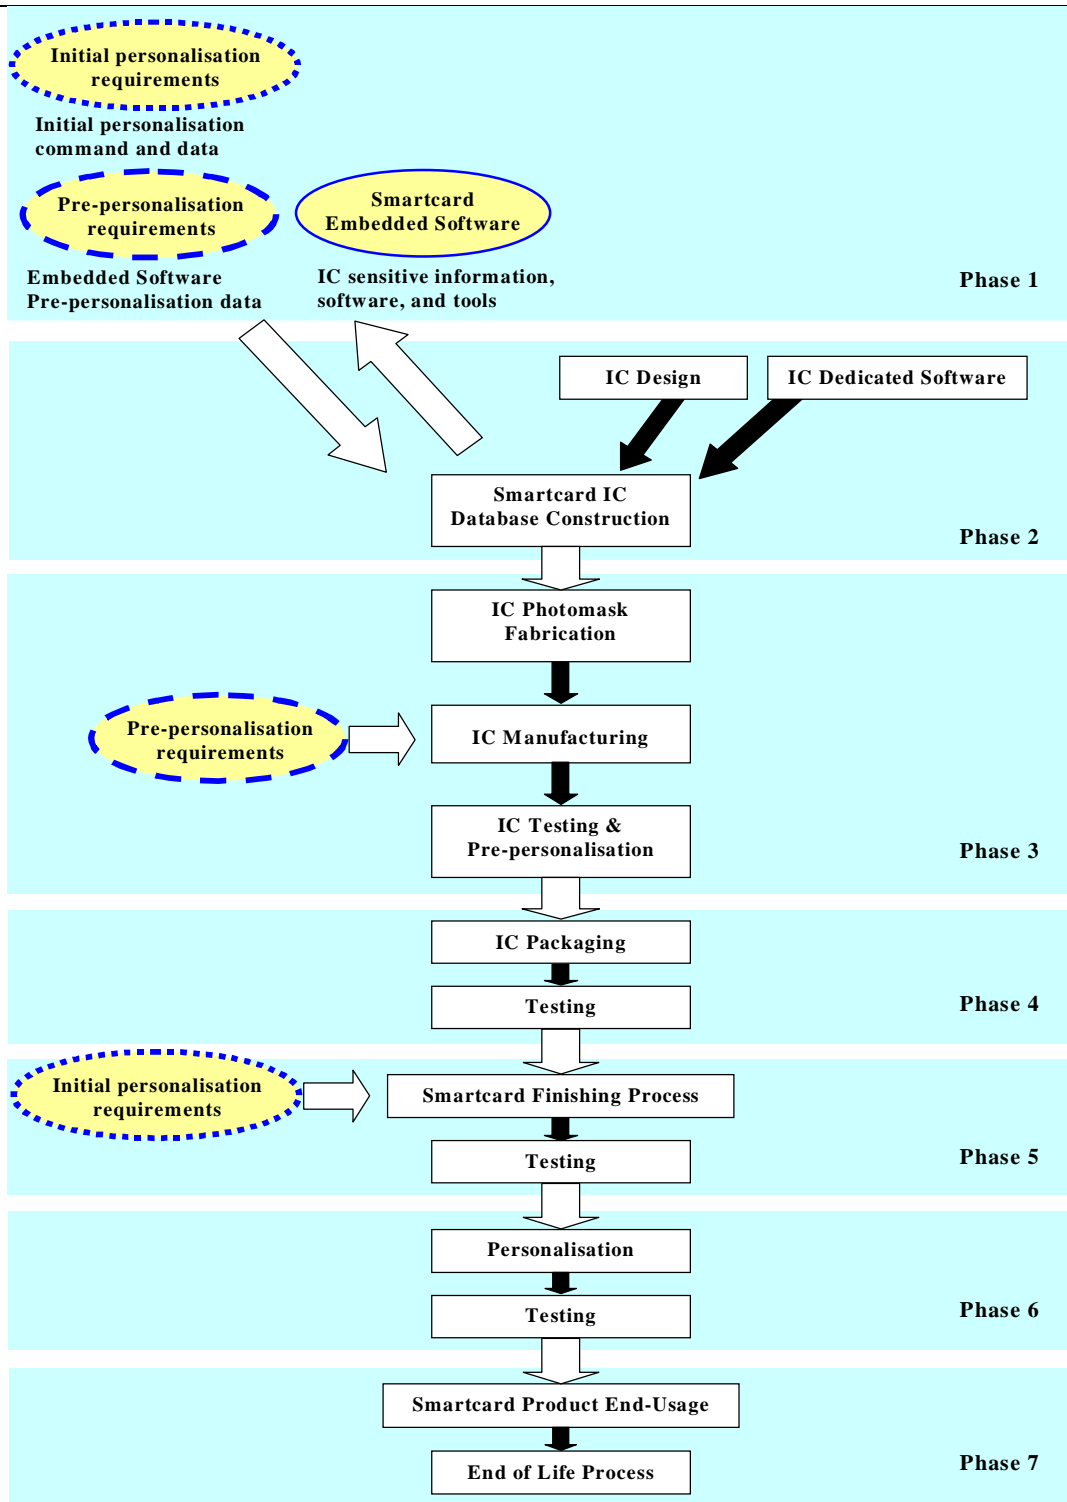 Initial personalisation
requirements
Initial personalisation
command and data
Pre-personalisation
requirements
Smartcard
Embedded Software
Embedded Software
Pre-personalisation data
IC sensitive information,
software, and tools
Phase 1
IC Design
IC Dedicated Software
Smartcard IC
Database Construction
Phase 2
IC Photomask
Fabrication
Pre-personalisation
requirements
IC Manufacturing
IC Testing &
Pre-personalisation
Phase 3
IC Packaging
Testing
Phase 4
Initial personalisation
requirements
Smartcard Finishing Process
Testing
Phase 5
Personalisation
Testing
Phase 6
Smartcard Product End-Usage
End of Life Process
Phase 7